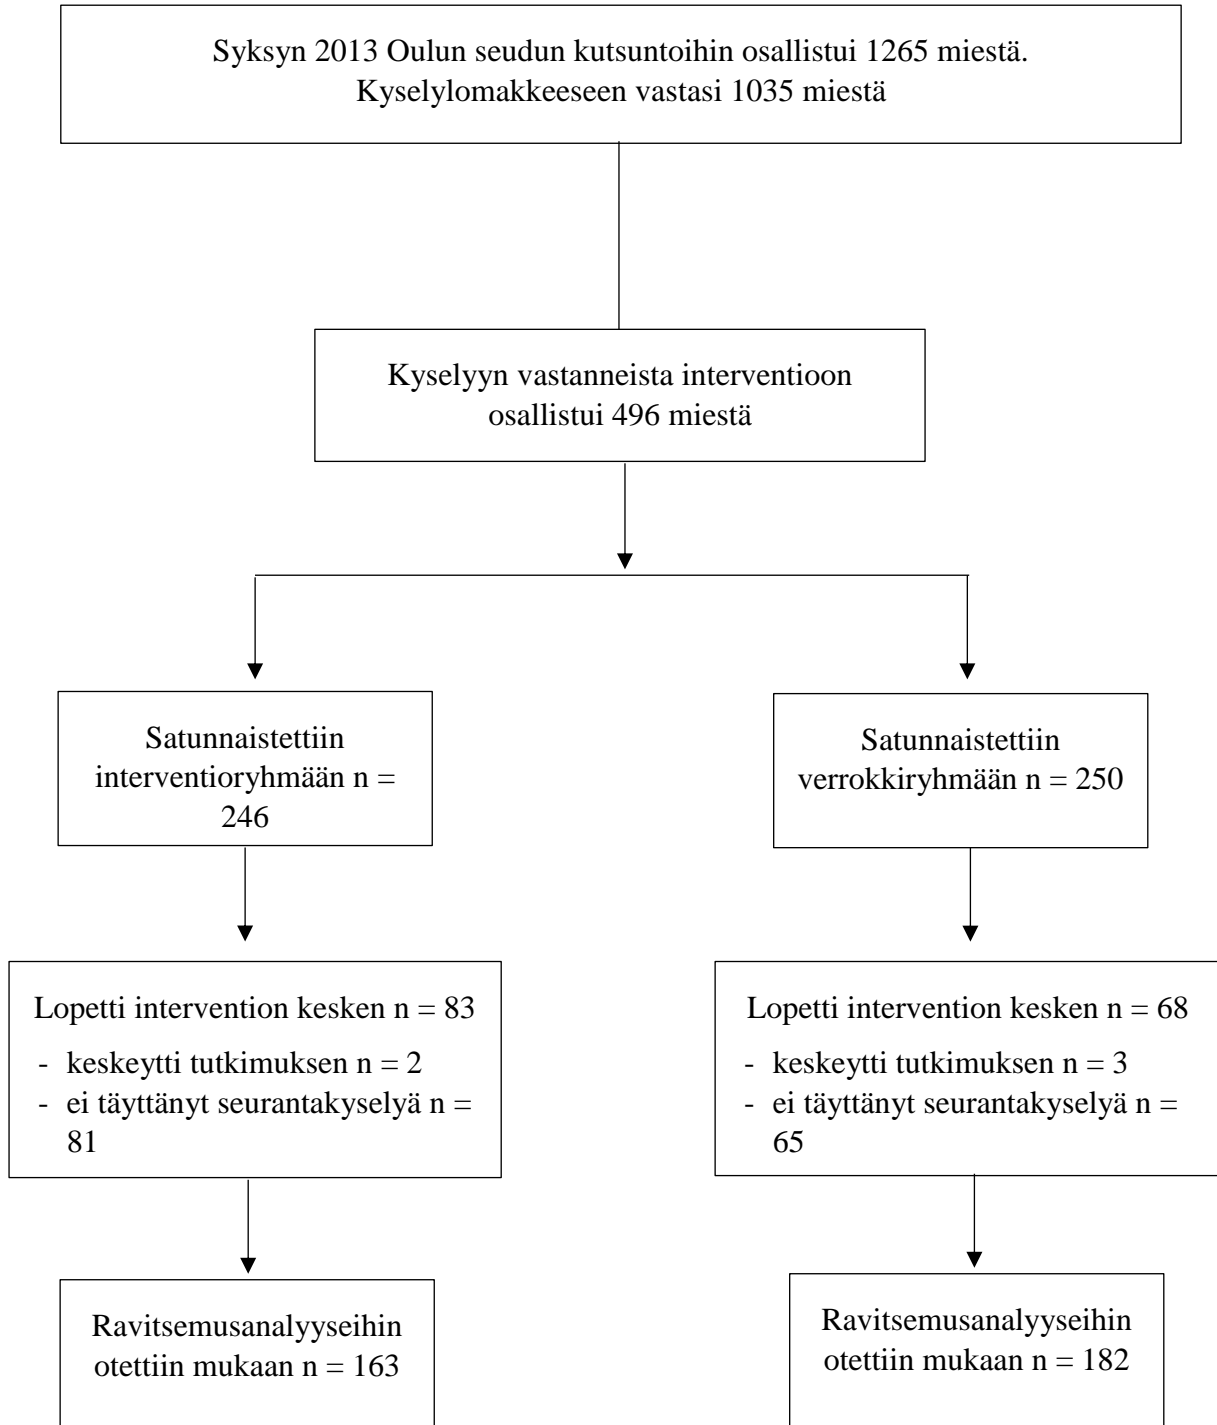 Syksyn 2013 Oulun seudun kutsuntoihin osallistui 1265 miestä.
Kyselylomakkeeseen vastasi 1035 miestä
Kyselyyn vastanneista interventioon
osallistui 496 miestä
Satunnaistettiin
interventioryhmään n =
246
Satunnaistettiin
verrokkiryhmään n = 250
Lopetti intervention kesken n = 83
- keskeytti tutkimuksen n = 2
- ei täyttänyt seurantakyselyä n =
81
Lopetti intervention kesken n = 68
- keskeytti tutkimuksen n = 3
- ei täyttänyt seurantakyselyä n =
65
Ravitsemusanalyyseihin
otettiin mukaan n = 163
Ravitsemusanalyyseihin
otettiin mukaan n = 182